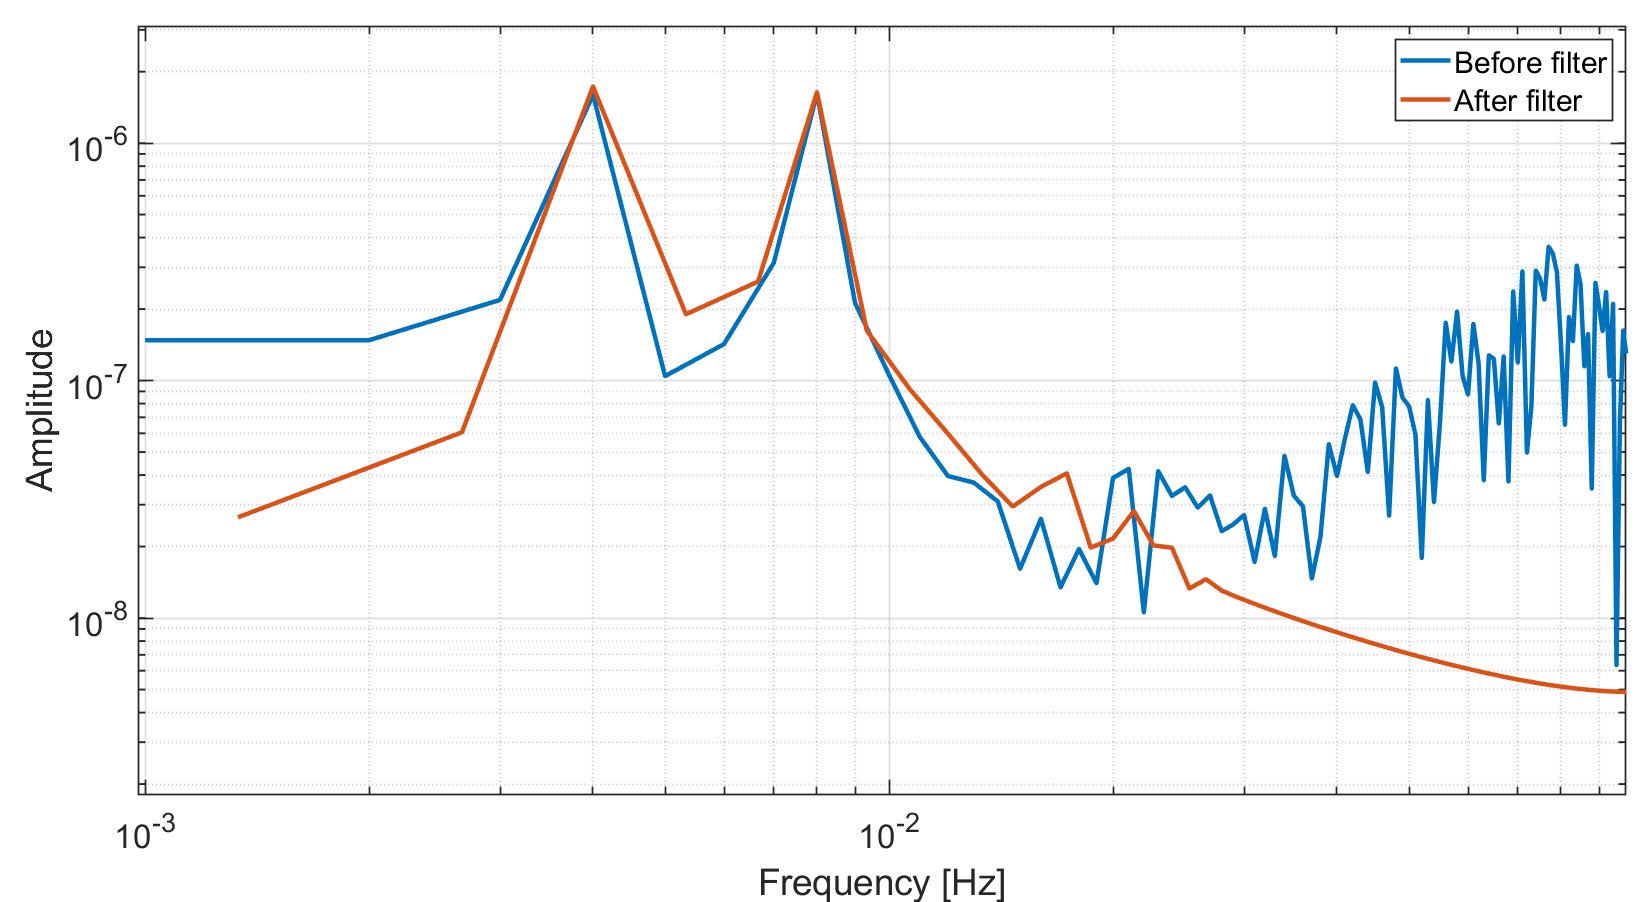 Before filter
After filter
10^-6
10^-7
10^-8
Amplitude
10^-3
10^-2
Frequency [Hz]